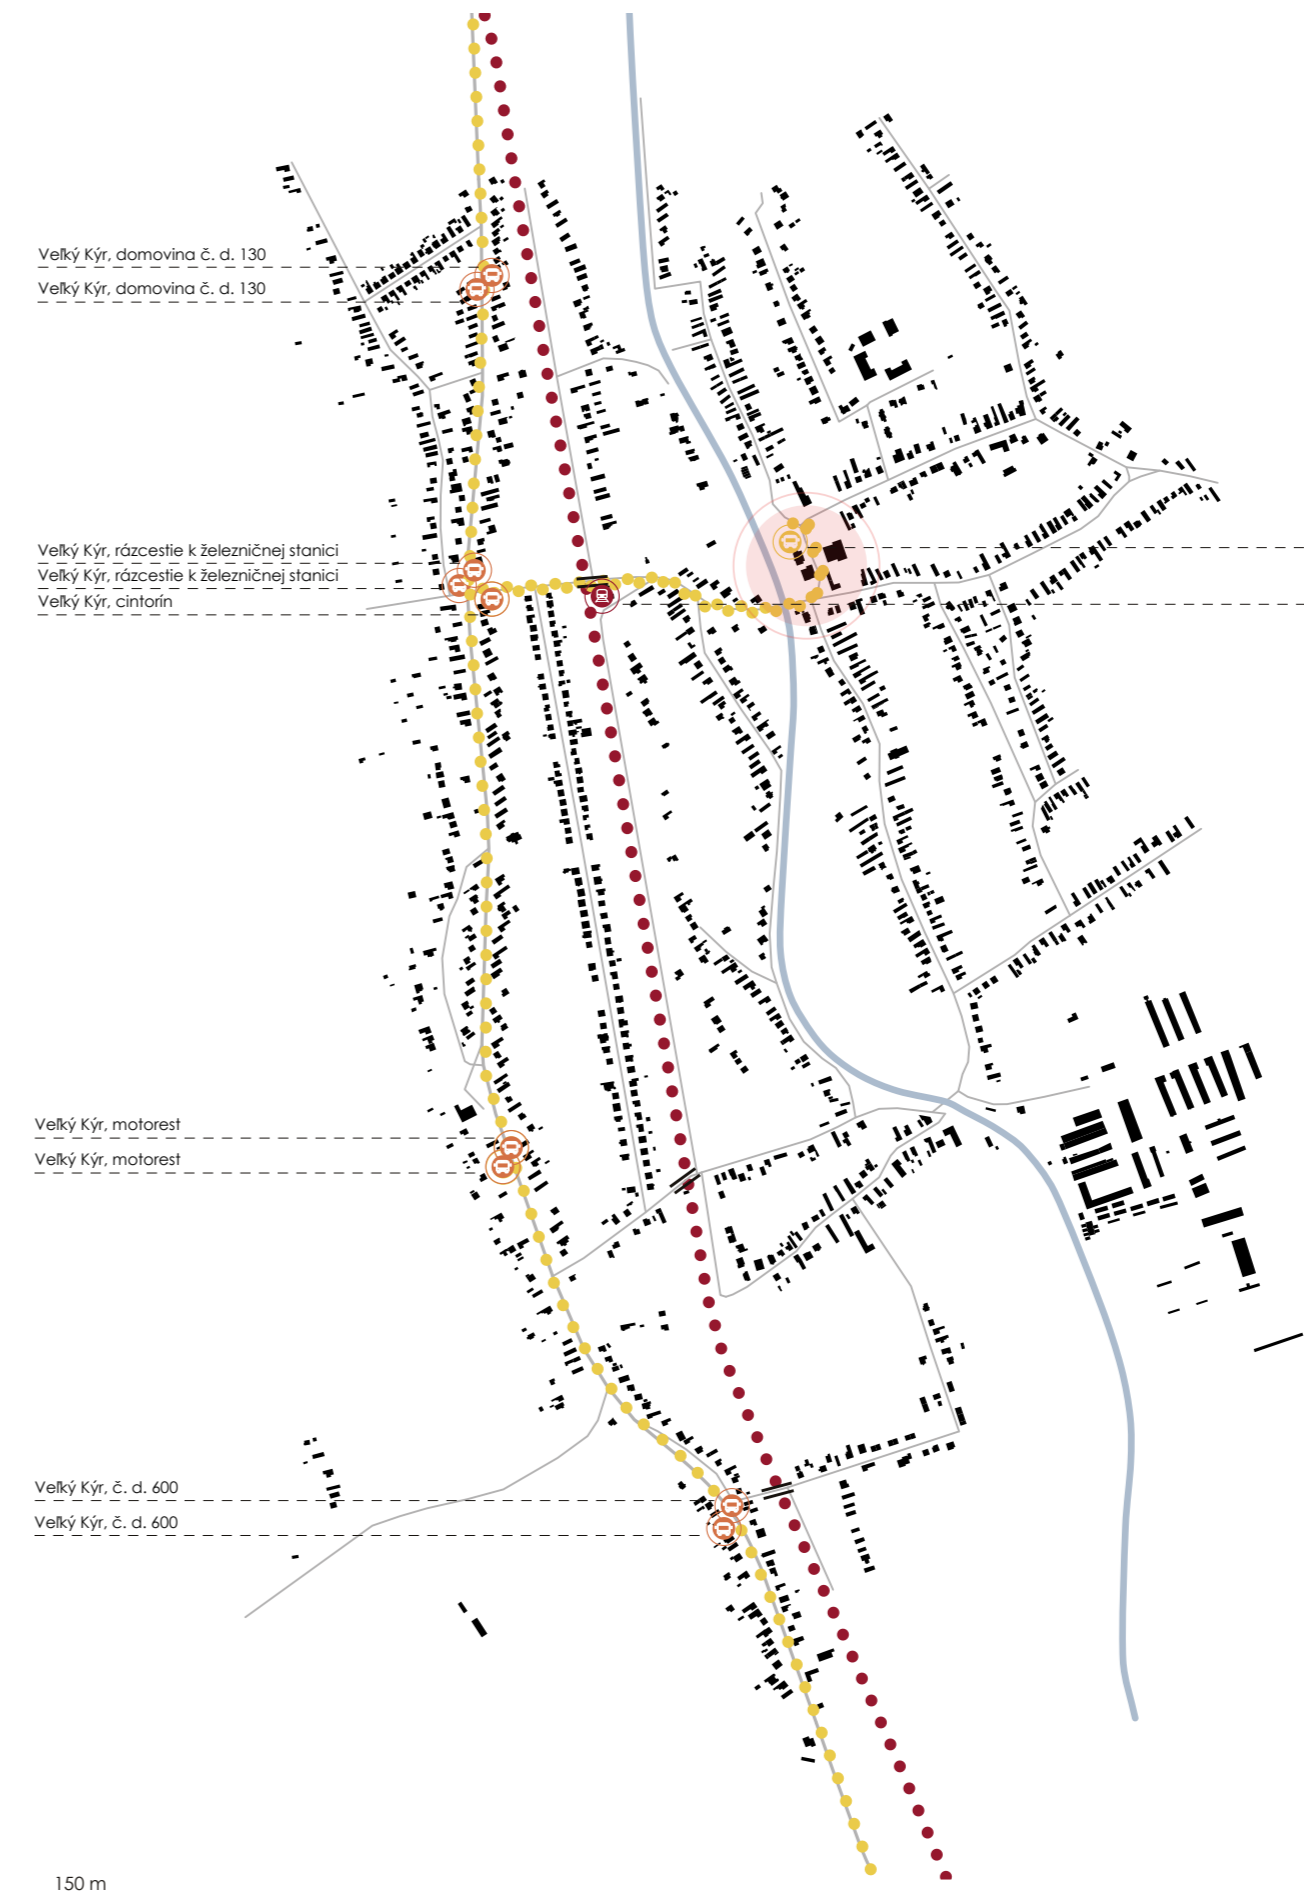 Veľký Kýr, domovina č. d. 130
Veľký Kýr, domovina č. d. 130
Veľký Kýr, rázcestie k železničnej stanici
Veľký Kýr, rázcestie k železničnej stanici
Veľký Kýr, cintorín
Veľký Kýr, motorest
Veľký Kýr, motorest
Veľký Kýr, č. d. 600
Veľký Kýr, č. d. 600
150 m